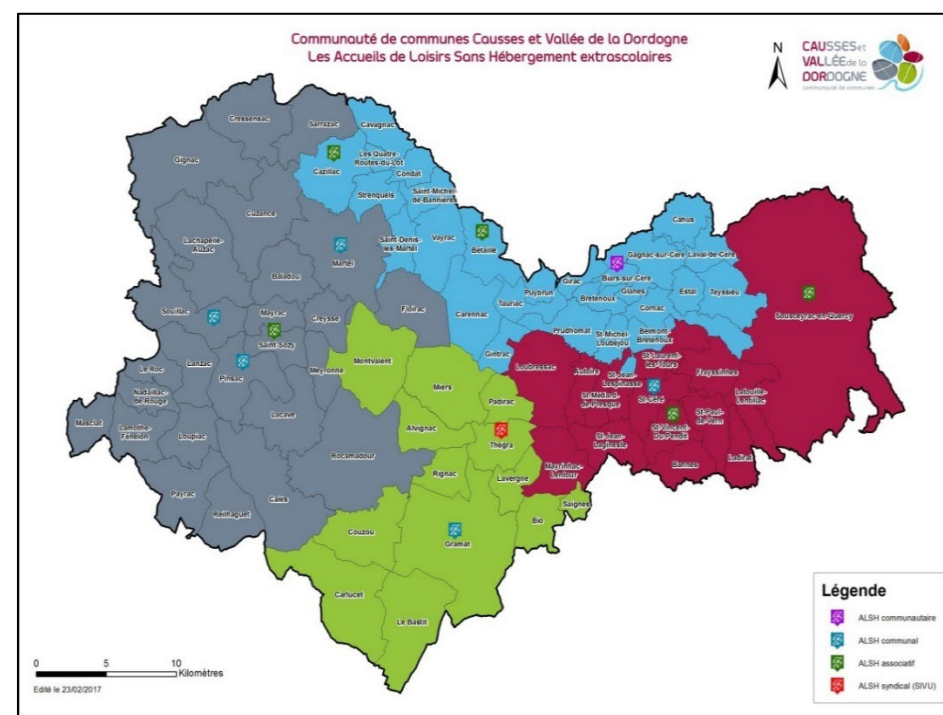 Communauté de communes Causses et Vallée de la Dordogne
Les Accueils de Loisirs Sans Hébergement extrascolaires
N
CAUSSES et
VALLÉE de la
DORDOGNE
communauté de communes
Cressensac
Sarrazac
Cavagnac
Gignac
Les Quatre-
Routes-du-Lot
Cazillac
Condat
Strenquels
Saint-Michel-
de-Bannières
Cuzance
Cahus
Lachapelle-
Auzac
Martel
Saint-Denis-
les-Martel
Vayrac
Bétaille
Gagnac-sur-Cère
Laval-de-Cère
Biars-sur-Cère
Girac
Glanes
Baladou
Puybrun
Bretenoux
Estal
Teyssieu
Sousceyrac-en-Quercy
Tauriac
Cornac
Souillac
Mayrac
Creysse
Floirac
Carennac
Prudhomat
St-Michel
Loubéjou
Belmont-
Bretenoux
Saint-Sozy
Lanzac
Pinsac
Meyronne
Montvalent
Gintrac
Loubressac
Autoire
St-Laurent-
les-Tours
St-Jean-
Lespinasse
Frayssinhes
Le Roc
Nadaillac-
de-Rouge
Miers
Padirac
St-Médard-
de-Presque
St-Céré
Latouille-
Lentillac
Lacave
Masclat
Lamothe-
Fénelon
Loupiac
Alvignac
Thégra
St-Vincent-
Du-Pendit
St-Paul-
de-Vern
St-Jean-
Lagineste
Rocamadour
Rignac
Lavergne
Mayrinhac-
Lentour
Bannes
Ladirat
Payrac
Reilhaguet
Calès
Saignes
Bio
Couzou
Gramat
Carlucet
Le Bastit
Légende
ALSH communautaire
ALSH communal
ALSH associatif
ALSH syndical (SIVU)
0 5 10
Kilomètres
Edité le 23/02/2017